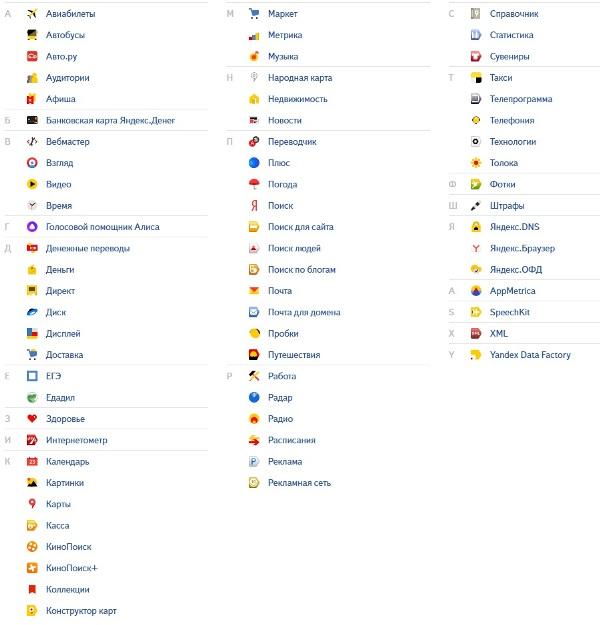 А Авиабилеты
Автобусы
Авто.ру
Аудитории
Афиша
Б Банковская карта Яндекс.Денег
В Вебмастер
Взгляд
Видео
Время
Г Голосовой помощник Алиса
Д Денежные переводы
Деньги
Директ
Диск
Дисплей
Доставка
Е ЕГЭ
Едадил
З Здоровье
И Интернетометр
К Календарь
Картинки
Карты
Касса
КиноПоиск
КиноПоиск+
Коллекции
Конструктор карт
М Маркет
Метрика
Музыка
Н Народная карта
Недвижимость
Новости
П Переводчик
Плюс
Погода
Поиск
Поиск для сайта
Поиск людей
Поиск по блогам
Почта
Почта для домена
Пробки
Путешествия
Р Работа
Радар
Радио
Расписания
Реклама
Рекламная сеть
С Справочник
Статистика
Сувениры
Т Такси
Телепрограмма
Телефония
Технологии
Толока
Ф Фотки
Ш Штрафы
Я Яндекс.DNS
Яндекс.Браузер
Яндекс.ОФД
A AppMetrica
S SpeechKit
X XML
Y Yandex Data Factory